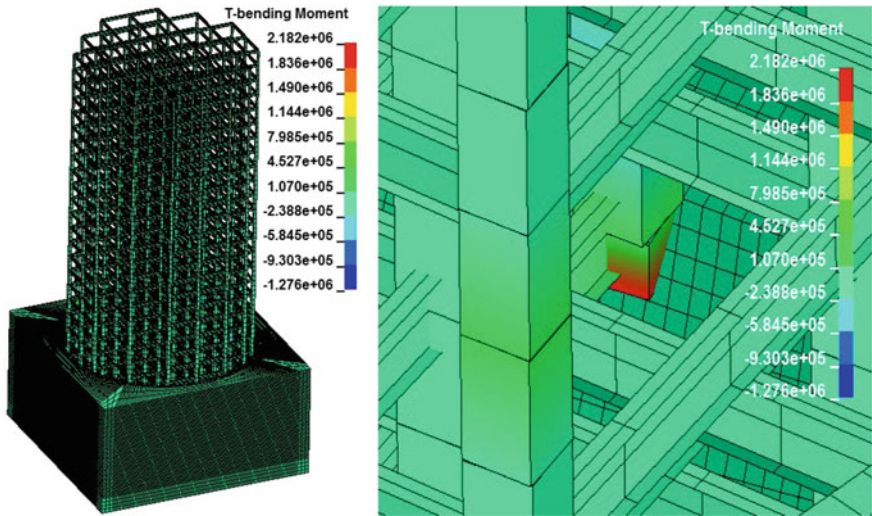 T-bending Moment
2.182e+06
1.836e+06
1.490e+06
1.144e+06
7.985e+05
4.527e+05
1.070e+05
-2.388e+05
-5.845e+05
-9.303e+05
-1.276e+06
T-bending Moment
2.182e+06
1.836e+06
1.490e+06
1.144e+06
7.985e+05
4.527e+05
1.070e+05
-2.388e+05
-5.845e+05
-9.303e+05
-1.276e+06